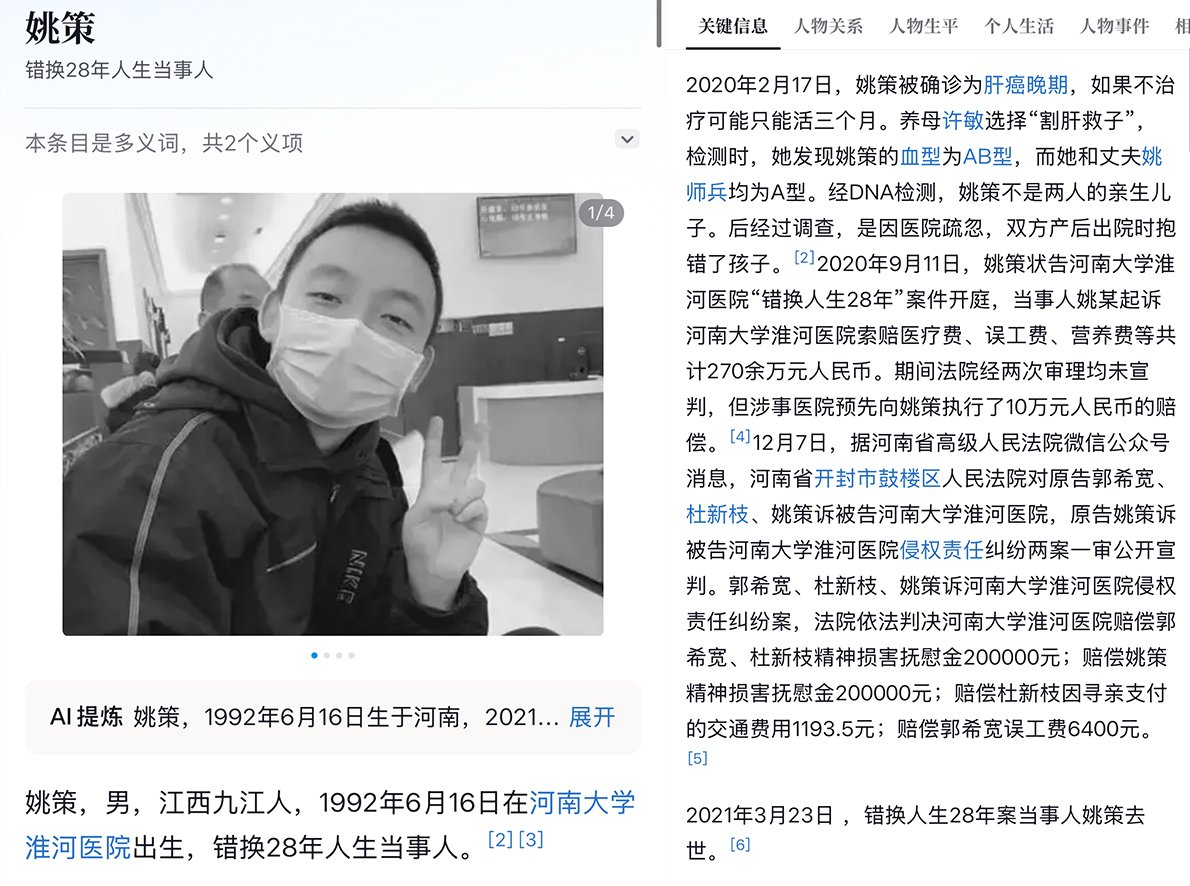 姚策
错换28年人生当事人
本条目是多义词，共2个义项
1/4
NIKE
AI 提炼 姚策，1992年6月16日生于河南，2021... 展开
姚策，男，江西九江人，1992年6月16日在河南大学
淮河医院出生，错换28年人生当事人。[2] [3]
关键信息 人物关系 人物生平 个人生活 人物事件 相
2020年2月17日，姚策被确诊为肝癌晚期，如果不治
疗可能只能活三个月。养母许敏选择“割肝救子”，
检测时，她发现姚策的血型为AB型，而她和丈夫姚
师兵均为A型。经DNA检测，姚策不是两人的亲生儿
子。后经过调查，是因医院疏忽，双方产后出院时抱
错了孩子。[2]2020年9月11日，姚策状告河南大学淮
河医院“错换人生28年”案件开庭，当事人姚某起诉
河南大学淮河医院索赔医疗费、误工费、营养费等共
计270余万元人民币。期间法院经两次审理均未宣
判，但涉事医院预先向姚策执行了10万元人民币的赔
偿。[4]12月7日，据河南省高级人民法院微信公众号
消息，河南省开封市鼓楼区人民法院对原告郭希宽、
杜新枝、姚策诉被告河南大学淮河医院，原告姚策诉
被告河南大学淮河医院侵权责任纠纷两案一审公开宣
判。郭希宽、杜新枝、姚策诉河南大学淮河医院侵权
责任纠纷案，法院依法判决河南大学淮河医院赔偿郭
希宽、杜新枝精神损害抚慰金200000元；赔偿姚策
精神损害抚慰金200000元；赔偿杜新枝因寻亲支付
的交通费用1193.5元；赔偿郭希宽误工费6400元。
[5]
2021年3月23日 ，错换人生28年案当事人姚策去
世。[6]